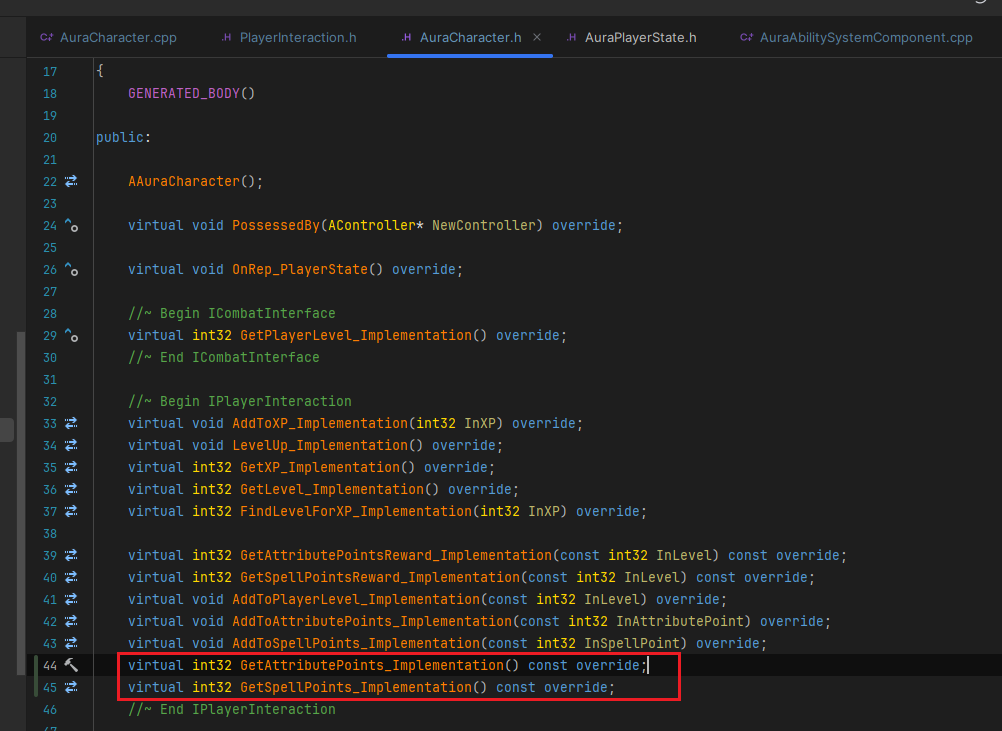 AuraCharacter.cpp .H PlayerInteraction.h .H AuraCharacter.h × .H AuraPlayerState.h AuraAbilitySystemComponent.cpp
17 {
18 GENERATED_BODY()
19
20 public:
21
22 AAuraCharacter();
23
24 virtual void PossessedBy(AController* NewController) override;
25
26 virtual void OnRep_PlayerState() override;
27
28 //~ Begin ICombatInterface
29 virtual int32 GetPlayerLevel_Implementation() override;
30 //~ End ICombatInterface
31
32 //~ Begin IPlayerInteraction
33 virtual void AddToXP_Implementation(int32 InXP) override;
34 virtual void LevelUp_Implementation() override;
35 virtual int32 GetXP_Implementation() override;
36 virtual int32 GetLevel_Implementation() override;
37 virtual int32 FindLevelForXP_Implementation(int32 InXP) override;
38
39 virtual int32 GetAttributePointsReward_Implementation(const int32 InLevel) const override;
40 virtual int32 GetSpellPointsReward_Implementation(const int32 InLevel) const override;
41 virtual void AddToPlayerLevel_Implementation(const int32 InLevel) override;
42 virtual void AddToAttributePoints_Implementation(const int32 InAttributePoint) override;
43 virtual void AddToSpellPoints_Implementation(const int32 InSpellPoint) override;
44 virtual int32 GetAttributePoints_Implementation() const override;
45 virtual int32 GetSpellPoints_Implementation() const override;
46 //~ End IPlayerInteraction